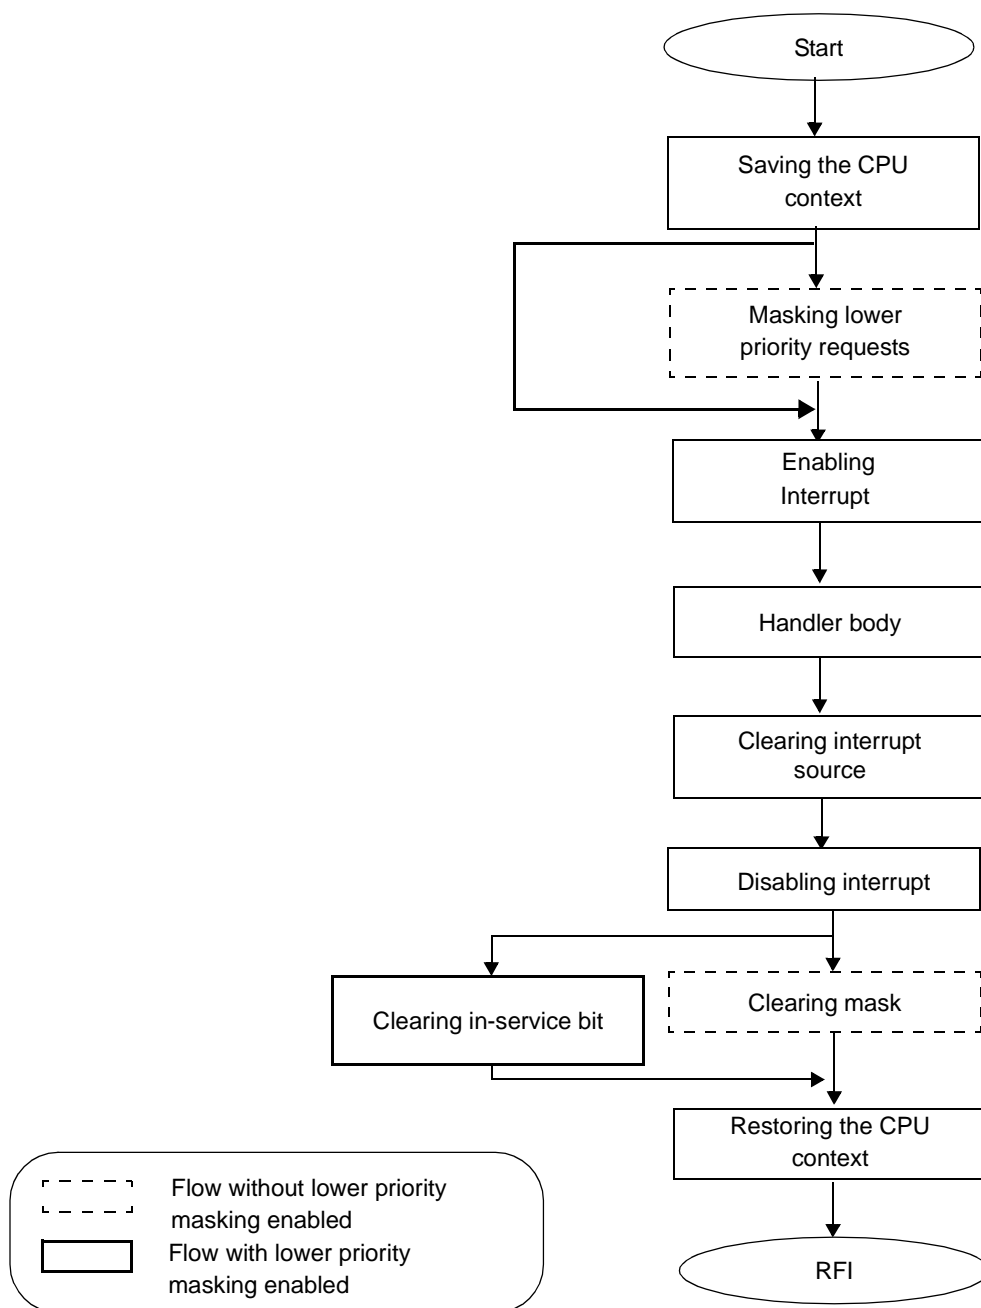 Start
Saving the CPU
context
Masking lower
priority requests
Enabling
Interrupt
Handler body
Clearing interrupt
source
Disabling interrupt
Clearing in-service bit
Clearing mask
Restoring the CPU
context
RFI
Flow without lower priority
masking enabled
Flow with lower priority
masking enabled